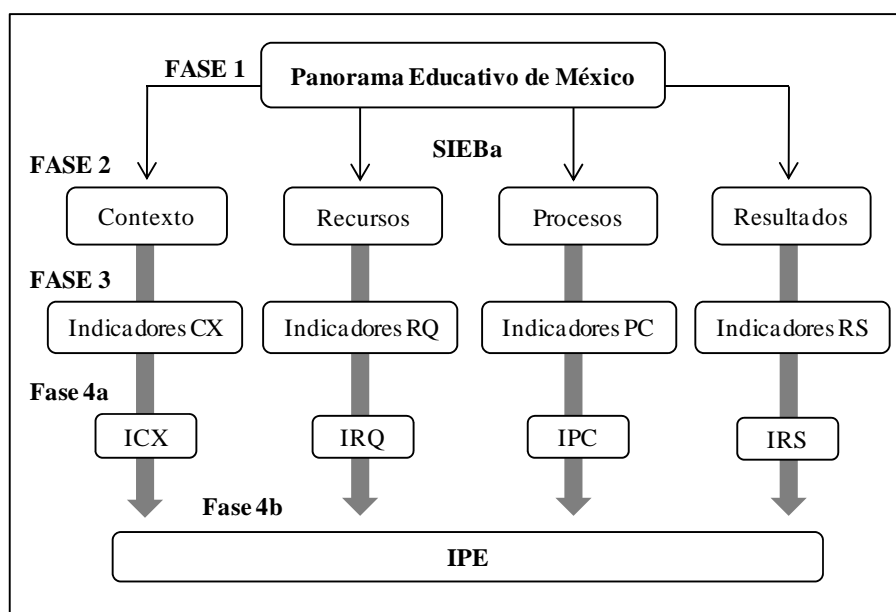 FASE 1
Panorama Educativo de México
SIEBa
FASE 2
Contexto
Recursos
Procesos
Resultados
FASE 3
Indicadores CX
Indicadores RQ
Indicadores PC
Indicadores RS
Fase 4a
ICX
IRQ
IPC
IRS
Fase 4b
IPE